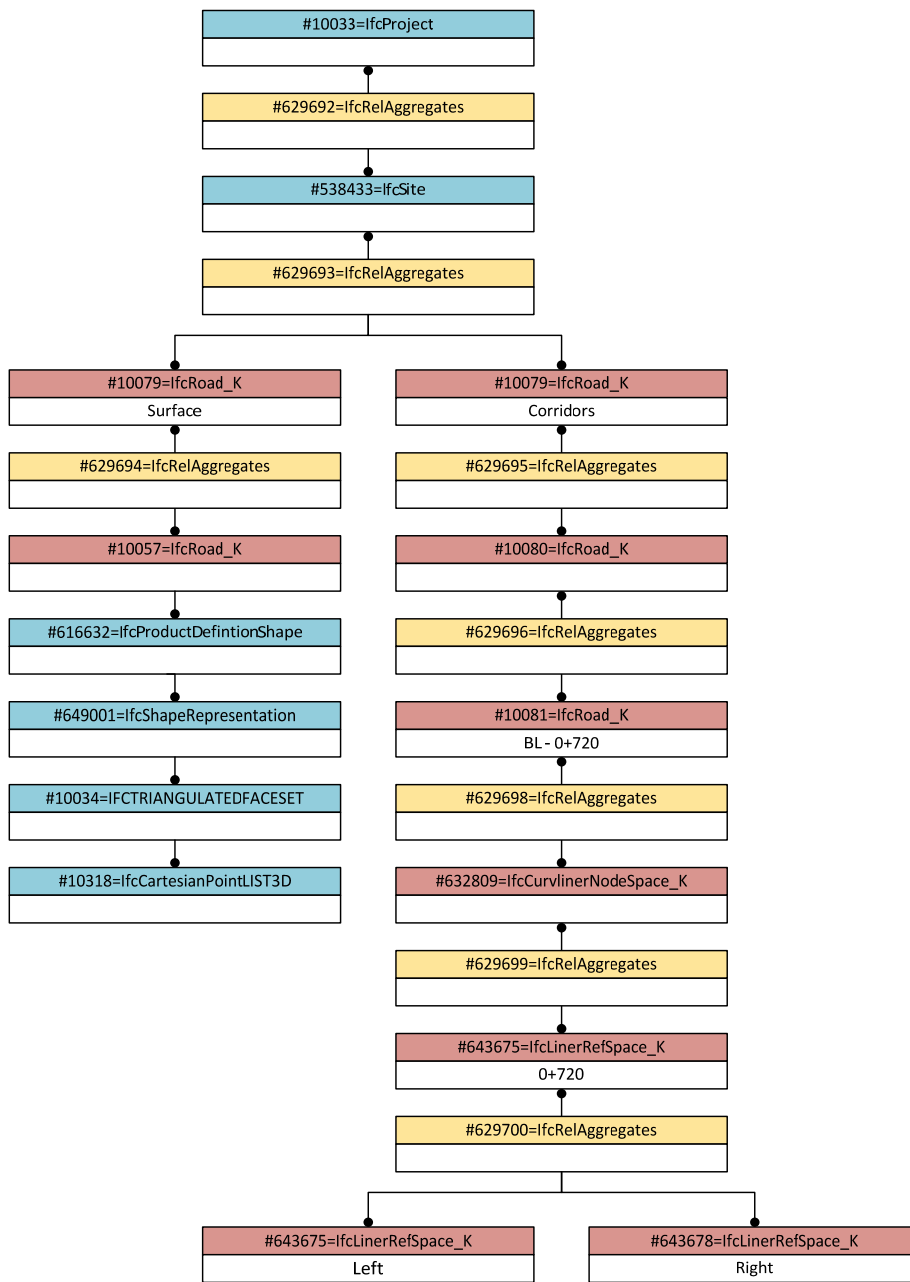 #10033=IfcProject
#629692=IfcRelAggregates
#538433=IfcSite
#629693=IfcRelAggregates
#10079=IfcRoad_K
Surface
#629694=IfcRelAggregates
#10057=IfcRoad_K
#616632=IfcProductDefintionShape
#649001=IfcShapeRepresentation
#10034=IFCTRIANGULATEDFACESET
#10318=IfcCartesianPointLIST3D
#10079=IfcRoad_K
Corridors
#629695=IfcRelAggregates
#10080=IfcRoad_K
#629696=IfcRelAggregates
#10081=IfcRoad_K
BL - 0+720
#629698=IfcRelAggregates
#632809=IfcCurvlinerNodeSpace_K
#629699=IfcRelAggregates
#643675=IfcLinerRefSpace_K
0+720
#629700=IfcRelAggregates
#643675=IfcLinerRefSpace_K
Left
#643678=IfcLinerRefSpace_K
Right